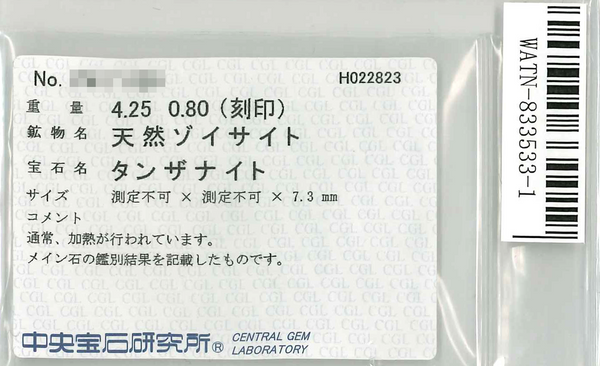 No. H022823
重量 4.25 0.80 (刻印)
鉱物名 天然ゾイサイト
宝石名 タンザナイト
サイズ 測定不可 × 測定不可 × 7.3 mm
コメント
通常、加熱が行われています。
メイン石の鑑別結果を記載したものです。
中央宝石研究所® CENTRAL GEM
LABORATORY
WATN-833533-1